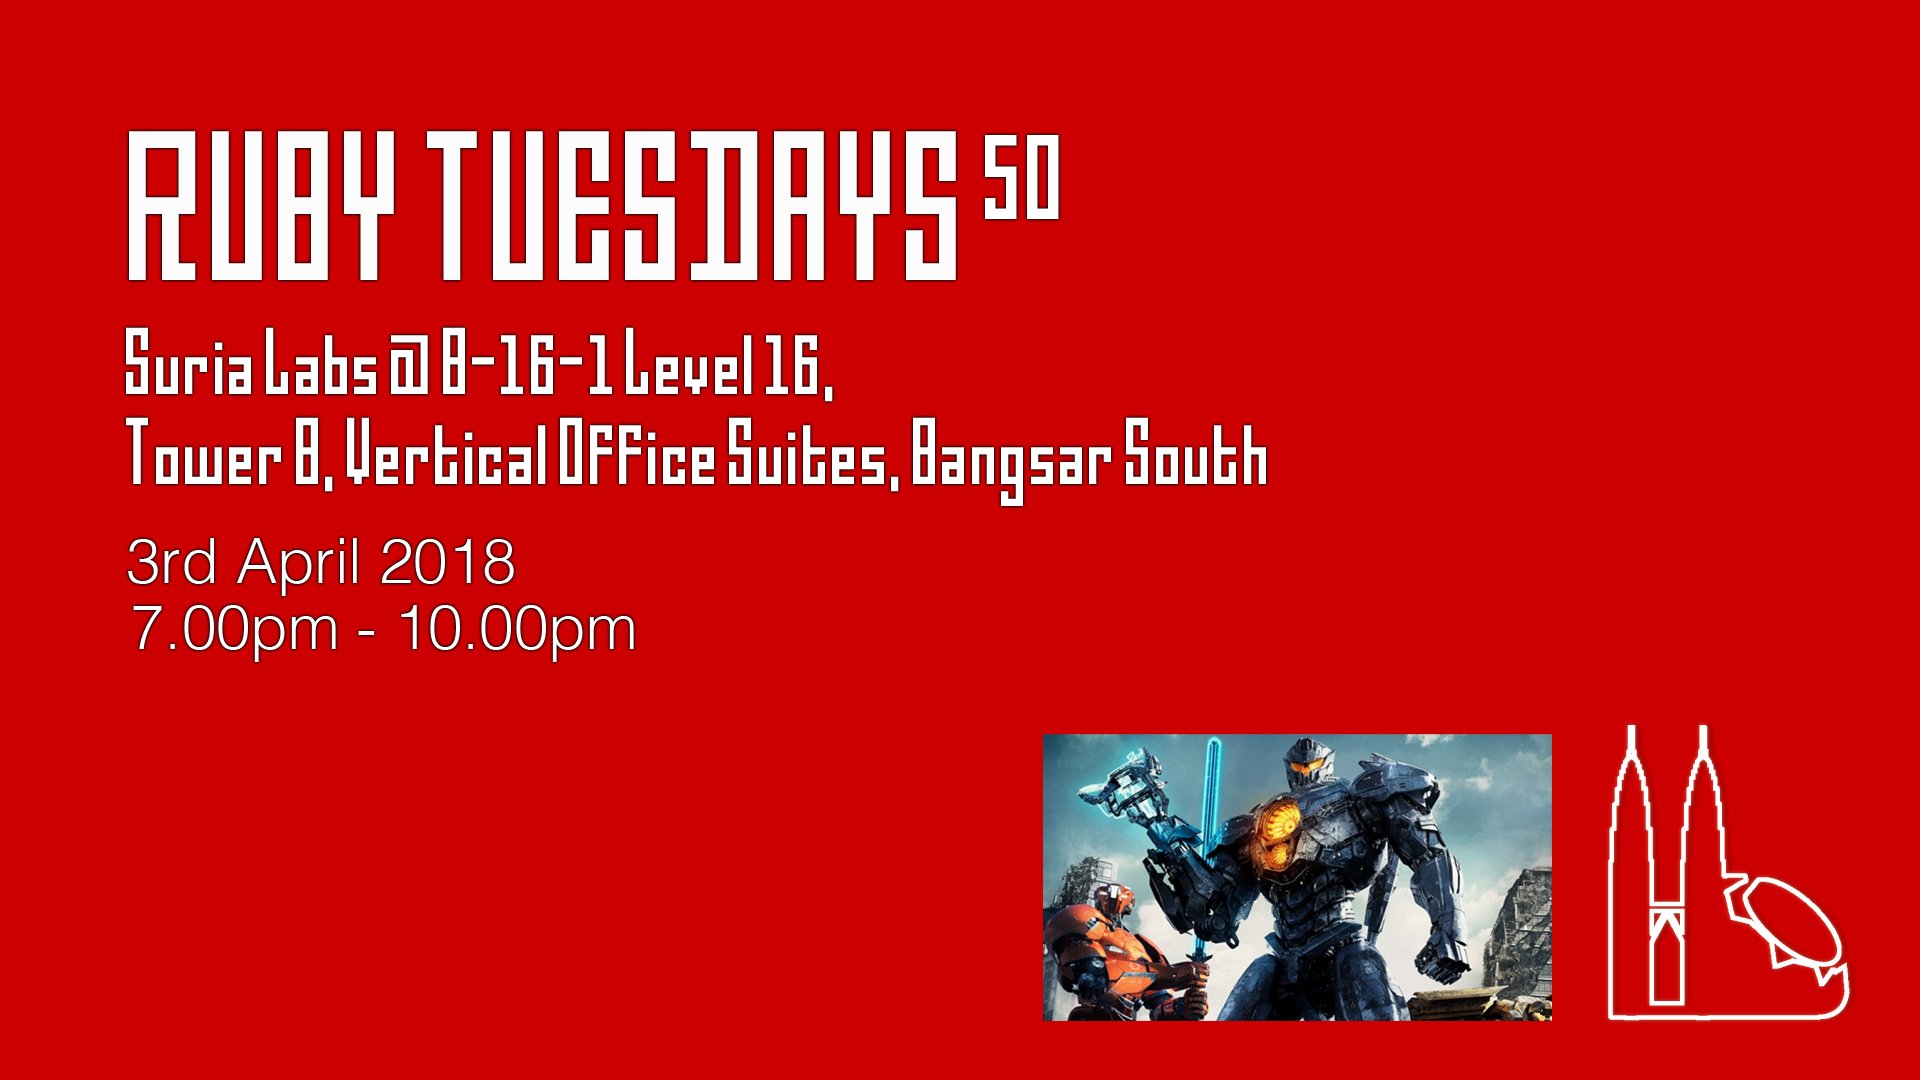 RUBY TUESDAYS 50
Suria Labs @ 8-16-1 Level 16,
Tower 8, Vertical Office Suites, Bangsar South
3rd April 2018
7.00pm - 10.00pm